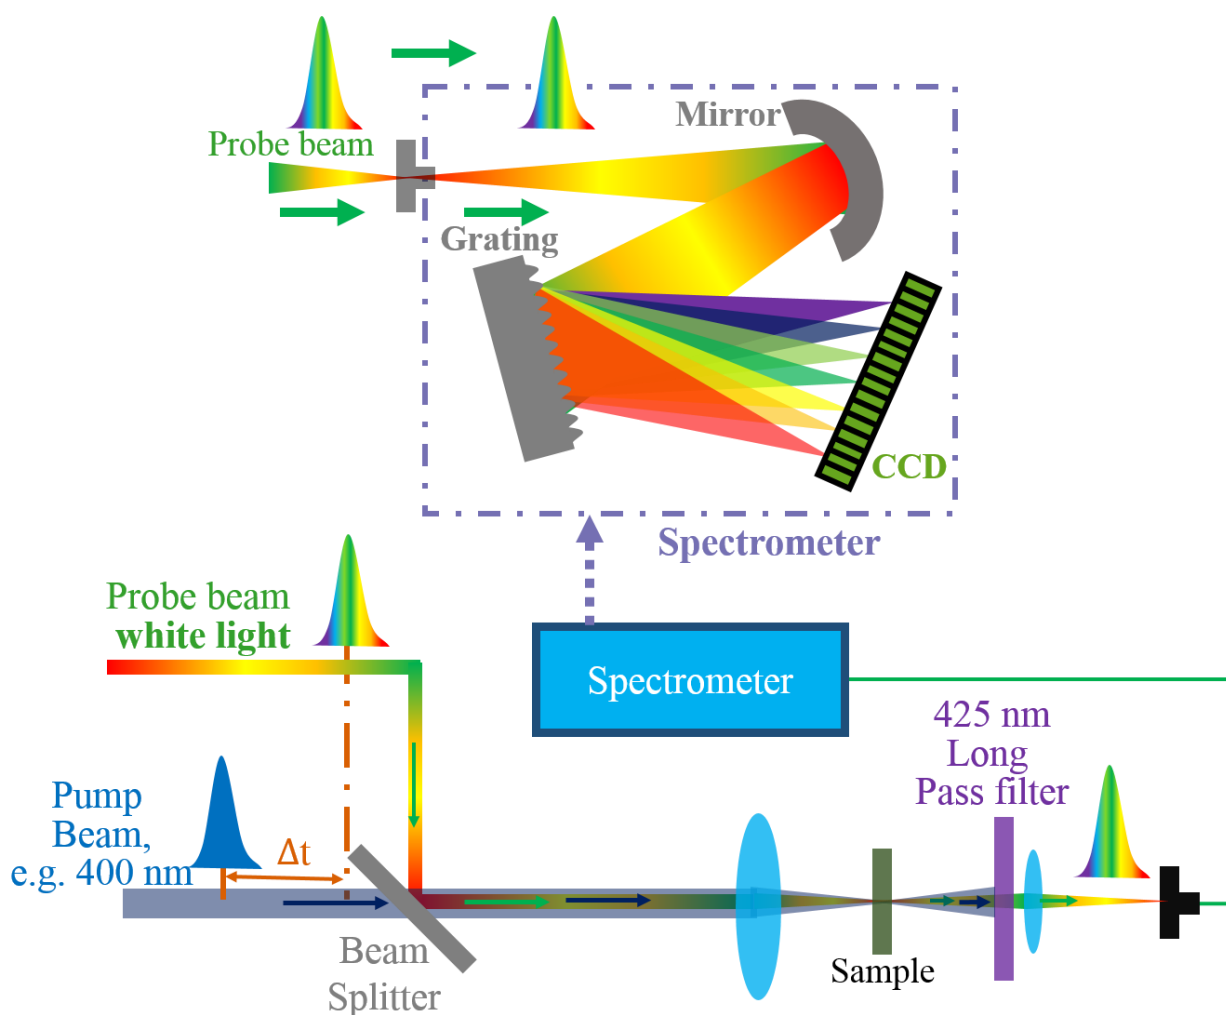 Mirror
Probe beam
Grating
CCD
Spectrometer
Probe beam
white light
Spectrometer
425 nm
Long
Pass filter
Pump
Beam,
e.g. 400 nm
Δt
Beam
Splitter
Sample